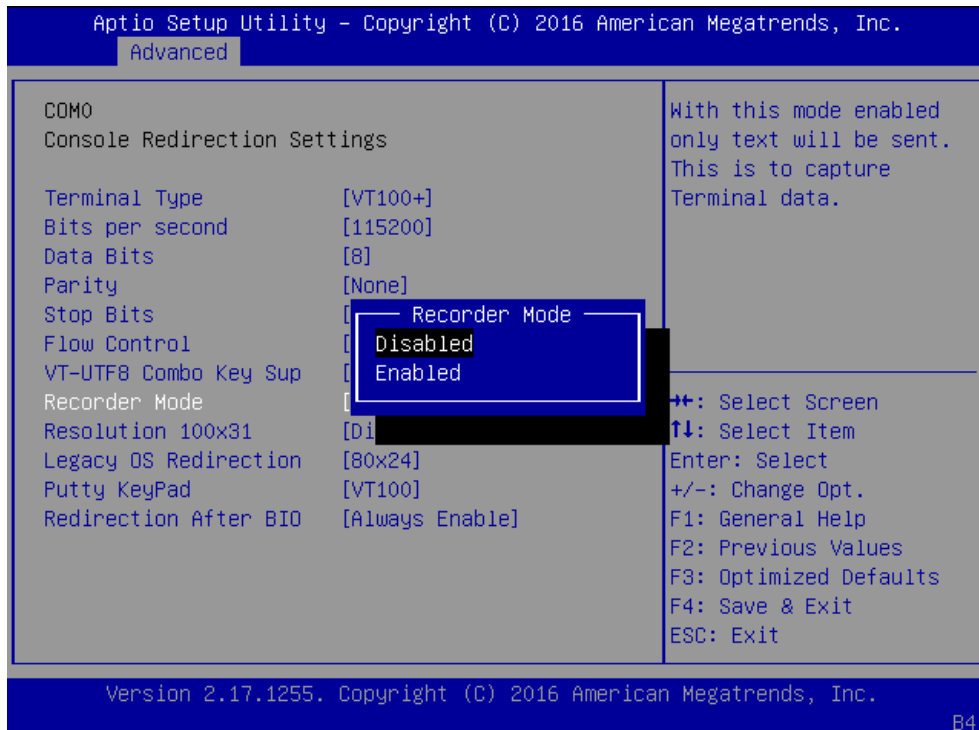 Aptio Setup Utility – Copyright (C) 2016 American Megatrends, Inc.
Advanced
COM0
Console Redirection Settings
Terminal Type [VT100+]
Bits per second [115200]
Data Bits [8]
Parity [None]
Stop Bits [
Flow Control [
VT-UTF8 Combo Key Sup [
Recorder Mode [
Resolution 100x31 [Di
Legacy OS Redirection [80x24]
Putty KeyPad [VT100]
Redirection After BIO [Always Enable]
Recorder Mode
Disabled
Enabled
With this mode enabled
only text will be sent.
This is to capture
Terminal data.
→←: Select Screen
↑↓: Select Item
Enter: Select
+/-: Change Opt.
F1: General Help
F2: Previous Values
F3: Optimized Defaults
F4: Save & Exit
ESC: Exit
Version 2.17.1255. Copyright (C) 2016 American Megatrends, Inc.
B4